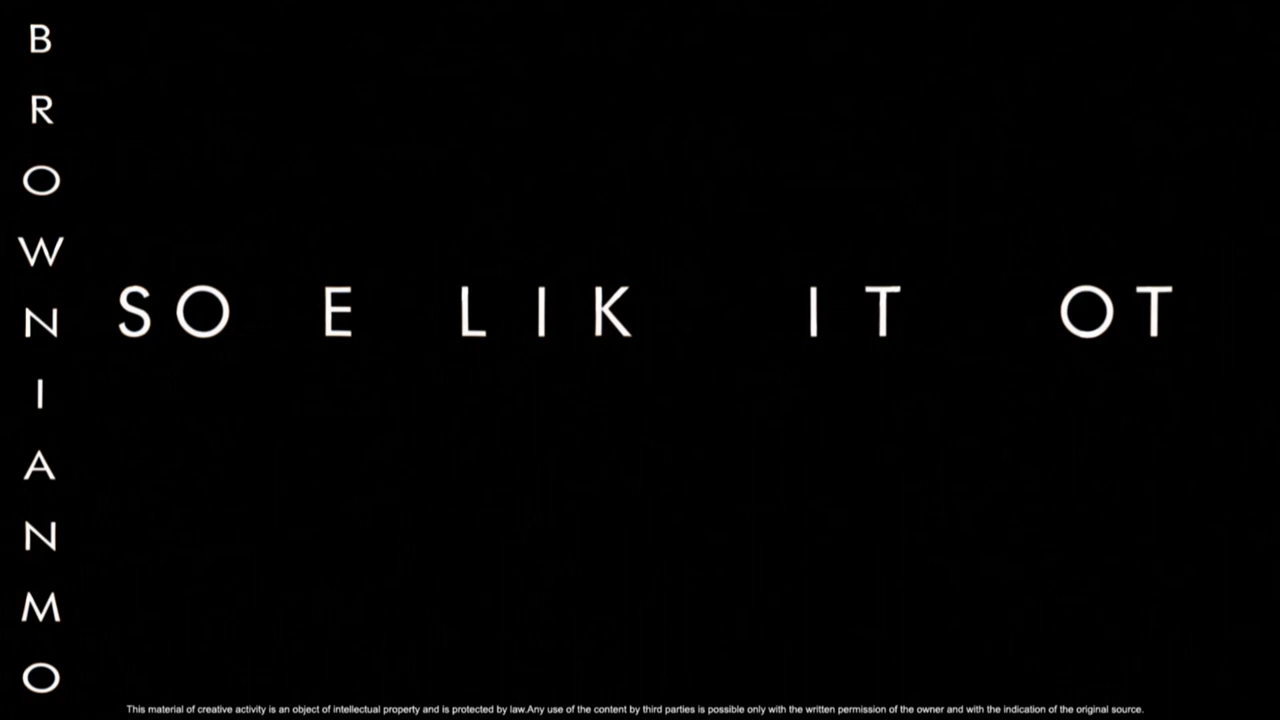 BROWNIANMO
SO E LIK IT OT
This material of creative activity is an object of intellectual property and is protected by law.Any use of the content by third parties is possible only with the written permission of the owner and with the indication of the original source.